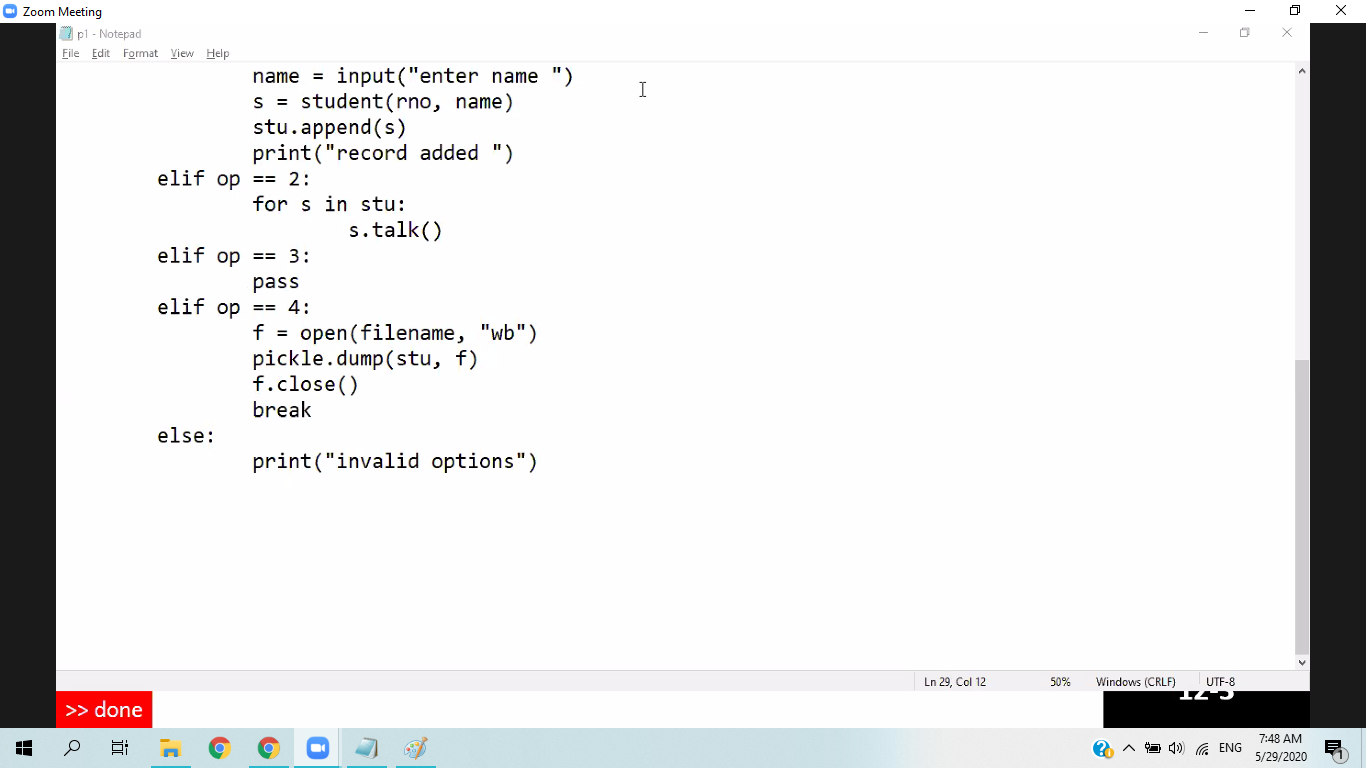 Zoom Meeting
p1 - Notepad
File Edit Format View Help
name = input("enter name ")
s = student(rno, name)
stu.append(s)
print("record added ")
elif op == 2:
for s in stu:
s.talk()
elif op == 3:
pass
elif op == 4:
f = open(filename, "wb")
pickle.dump(stu, f)
f.close()
break
else:
print("invalid options")
Ln 29, Col 12 50% Windows (CRLF) UTF-8
>> done
ENG
7:48 AM
5/29/2020
1